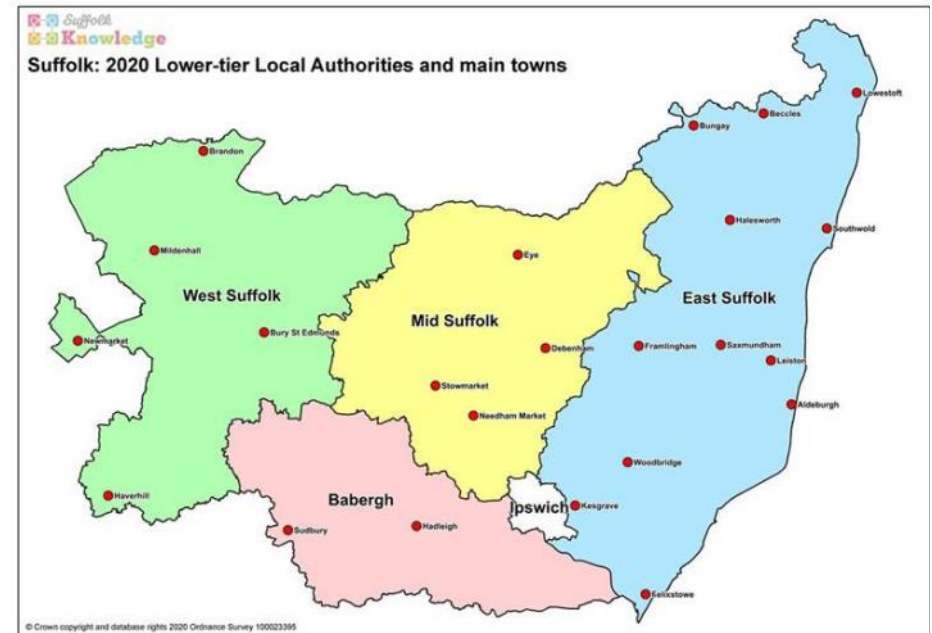 Suffolk
Knowledge
Suffolk: 2020 Lower-tier Local Authorities and main towns
Lowestoft
Beccles
Bungay
Brandon
Halesworth
Southwold
Mildenhall
Eye
West Suffolk
East Suffolk
Mid Suffolk
Bury St Edmunds
Newmarket
Debenham
Framlingham
Saxmundham
Leiston
Stowmarket
Aldeburgh
Needham Market
Woodbridge
Haverhill
Babergh
Ipswich
Kesgrave
Sudbury
Hadleigh
Felixstowe
© Crown copyright and database rights 2020 Ordnance Survey 100023395